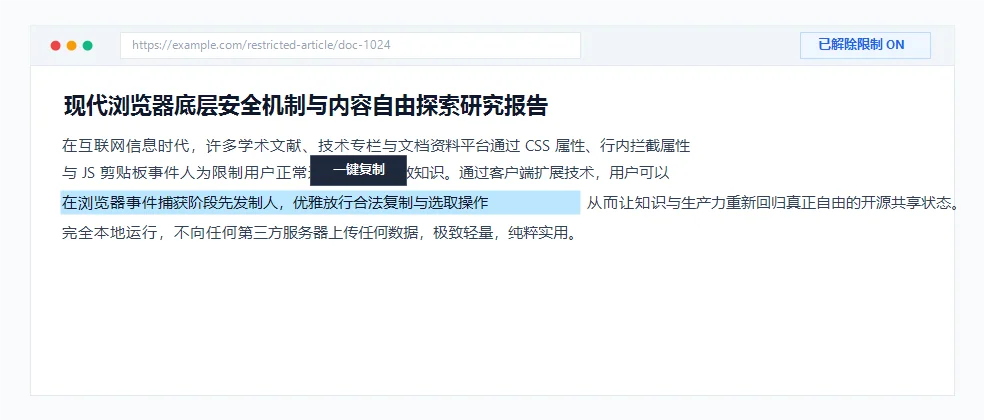 https://example.com/restricted-article/doc-1024
已解除限制 ON
现代浏览器底层安全机制与内容自由探索研究报告
在互联网信息时代，许多学术文献、技术专栏与文档资料平台通过 CSS 属性、行内拦截属性
与 JS 剪贴板事件人为限制用户正常 知识。通过客户端扩展技术，用户可以
一键复制
在浏览器事件捕获阶段先发制人，优雅放行合法复制与选取操作 从而让知识与生产力重新回归真正自由的开源共享状态。
完全本地运行，不向任何第三方服务器上传任何数据，极致轻量，纯粹实用。